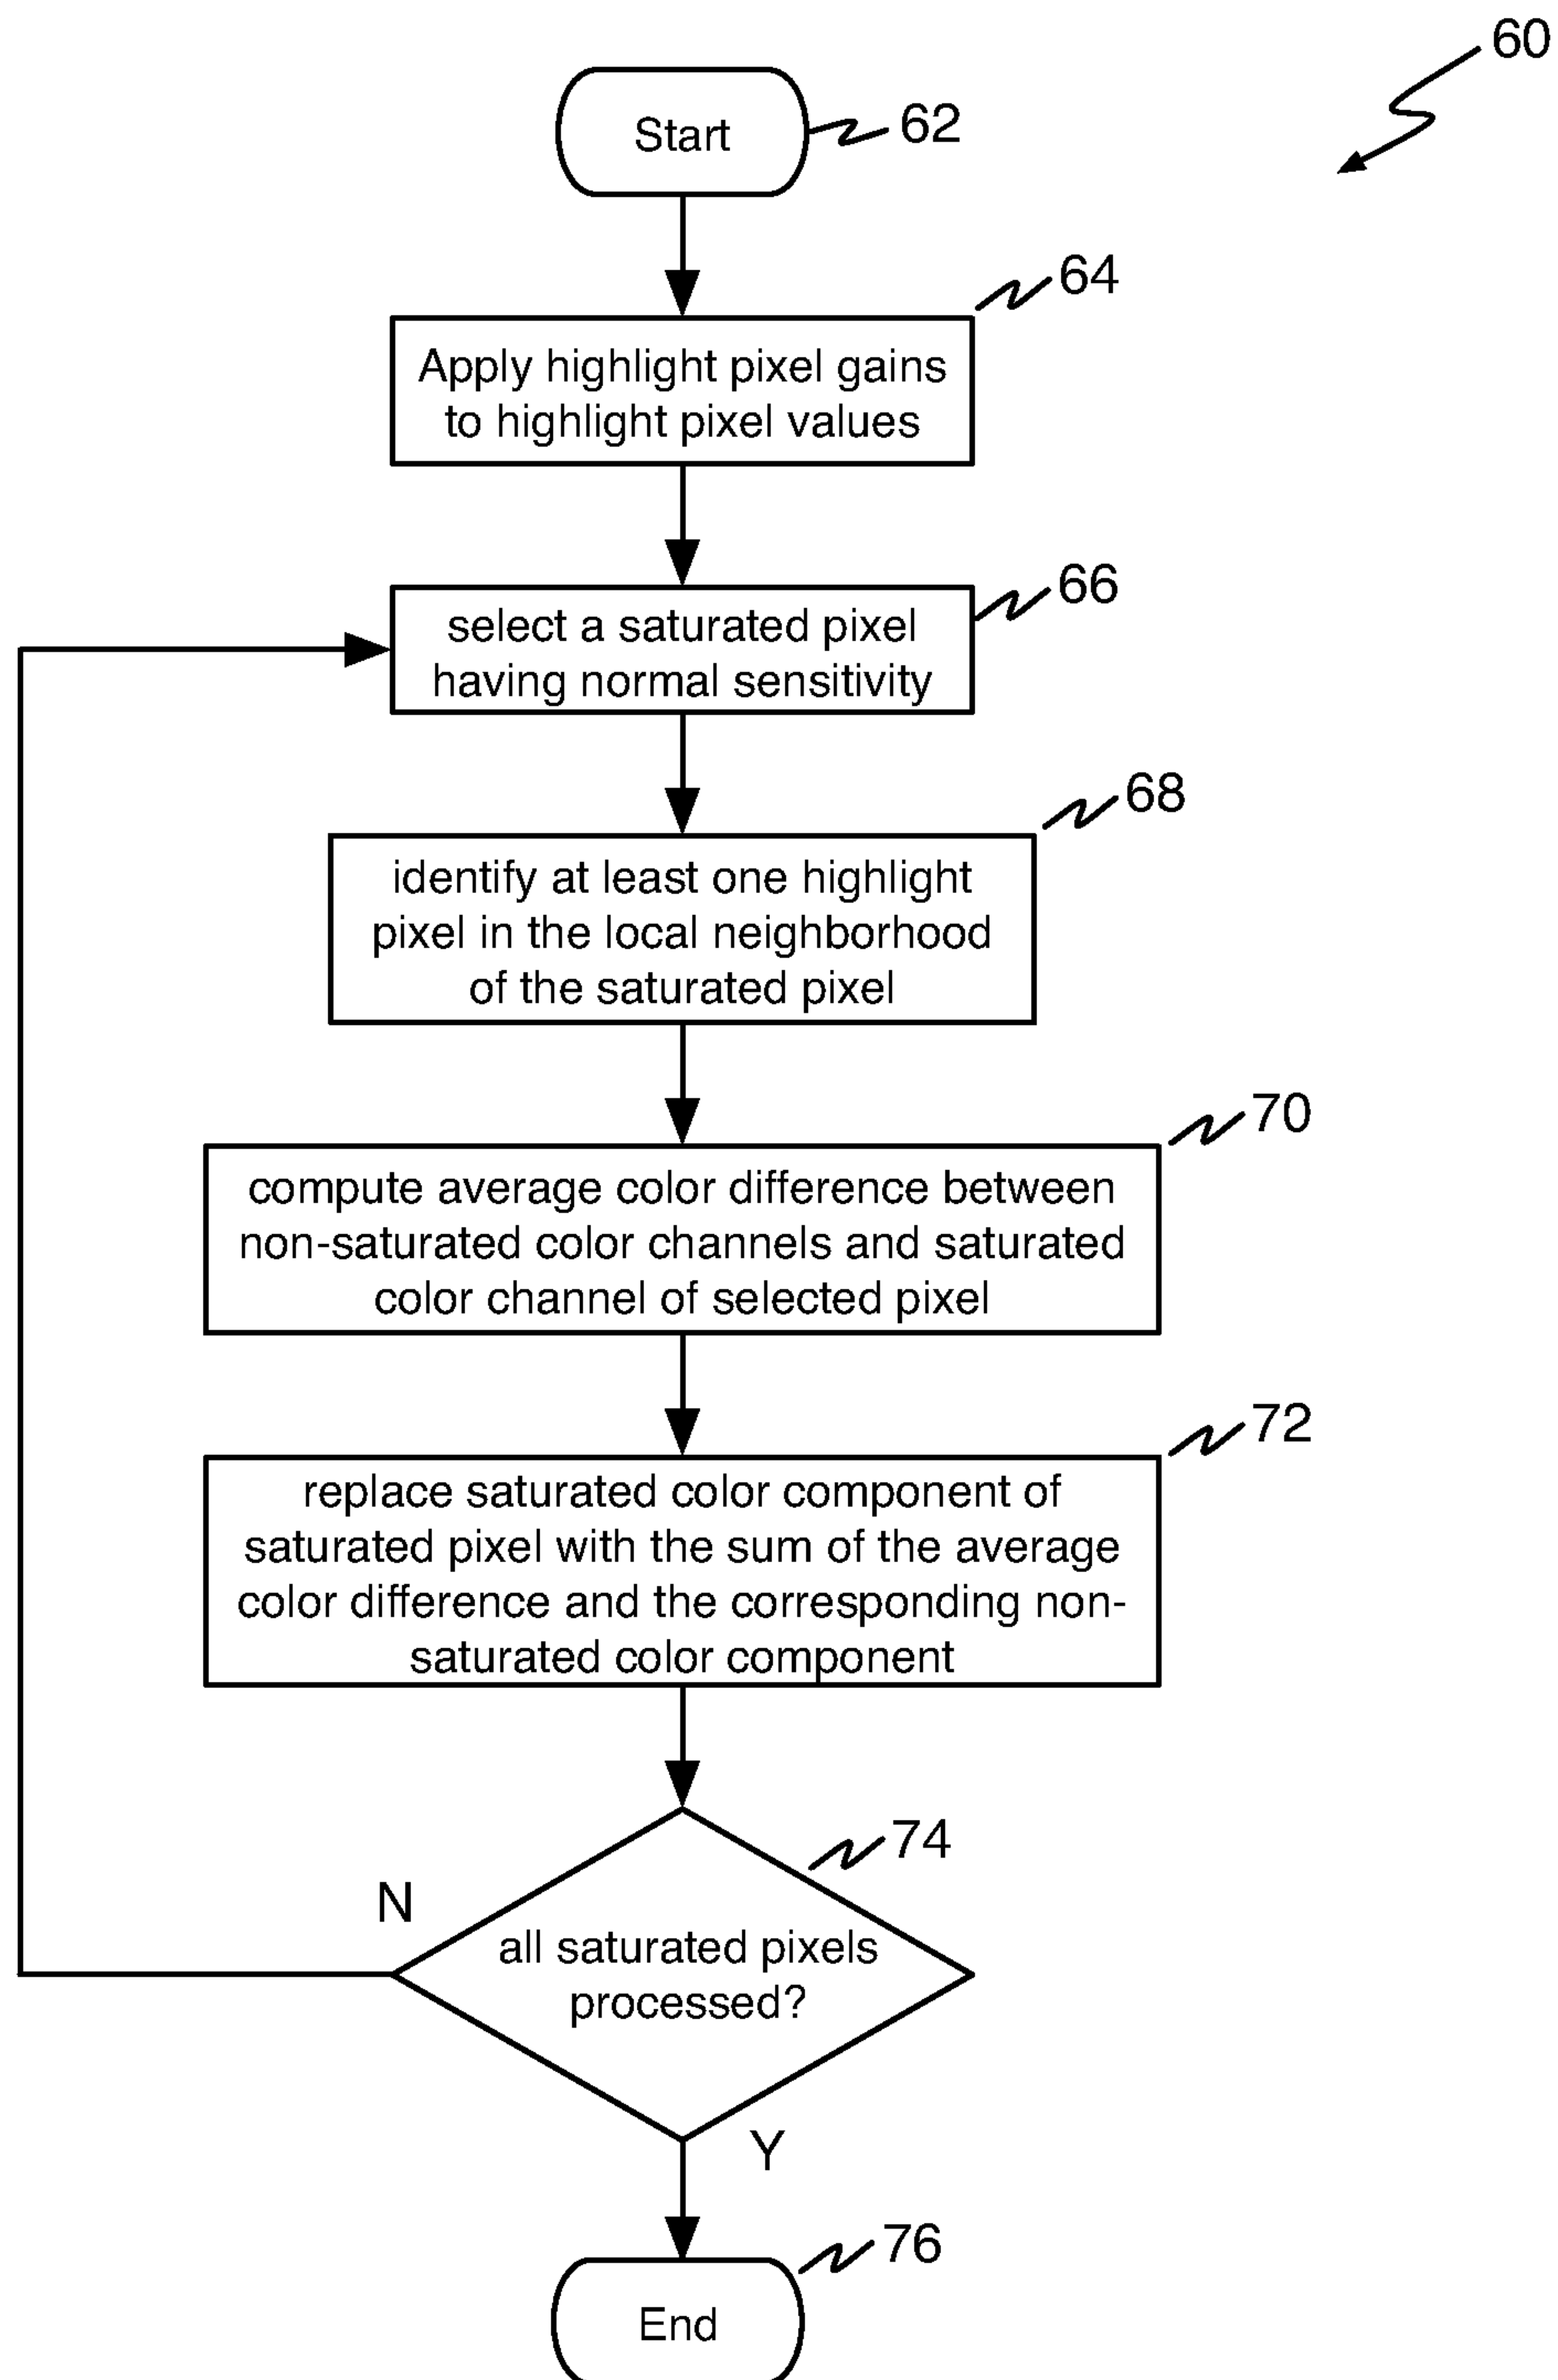 60
Start
62
64
Apply highlight pixel gains
to highlight pixel values
66
select a saturated pixel
having normal sensitivity
68
identify at least one highlight
pixel in the local neighborhood
of the saturated pixel
70
compute average color difference between
non-saturated color channels and saturated
color channel of selected pixel
72
replace saturated color component of
saturated pixel with the sum of the average
color difference and the corresponding non-
saturated color component
74
N
all saturated pixels
processed?
Y
76
End